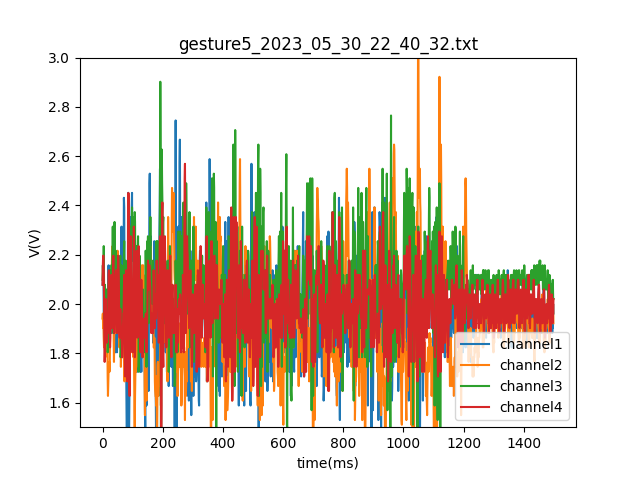 gesture5_2023_05_30_22_40_32.txt
3.0
2.8
2.6
2.4
2.2
2.0
1.8
1.6
V(V)
channel1
channel2
channel3
channel4
0 200 400 600 800 1000 1200 1400
time(ms)